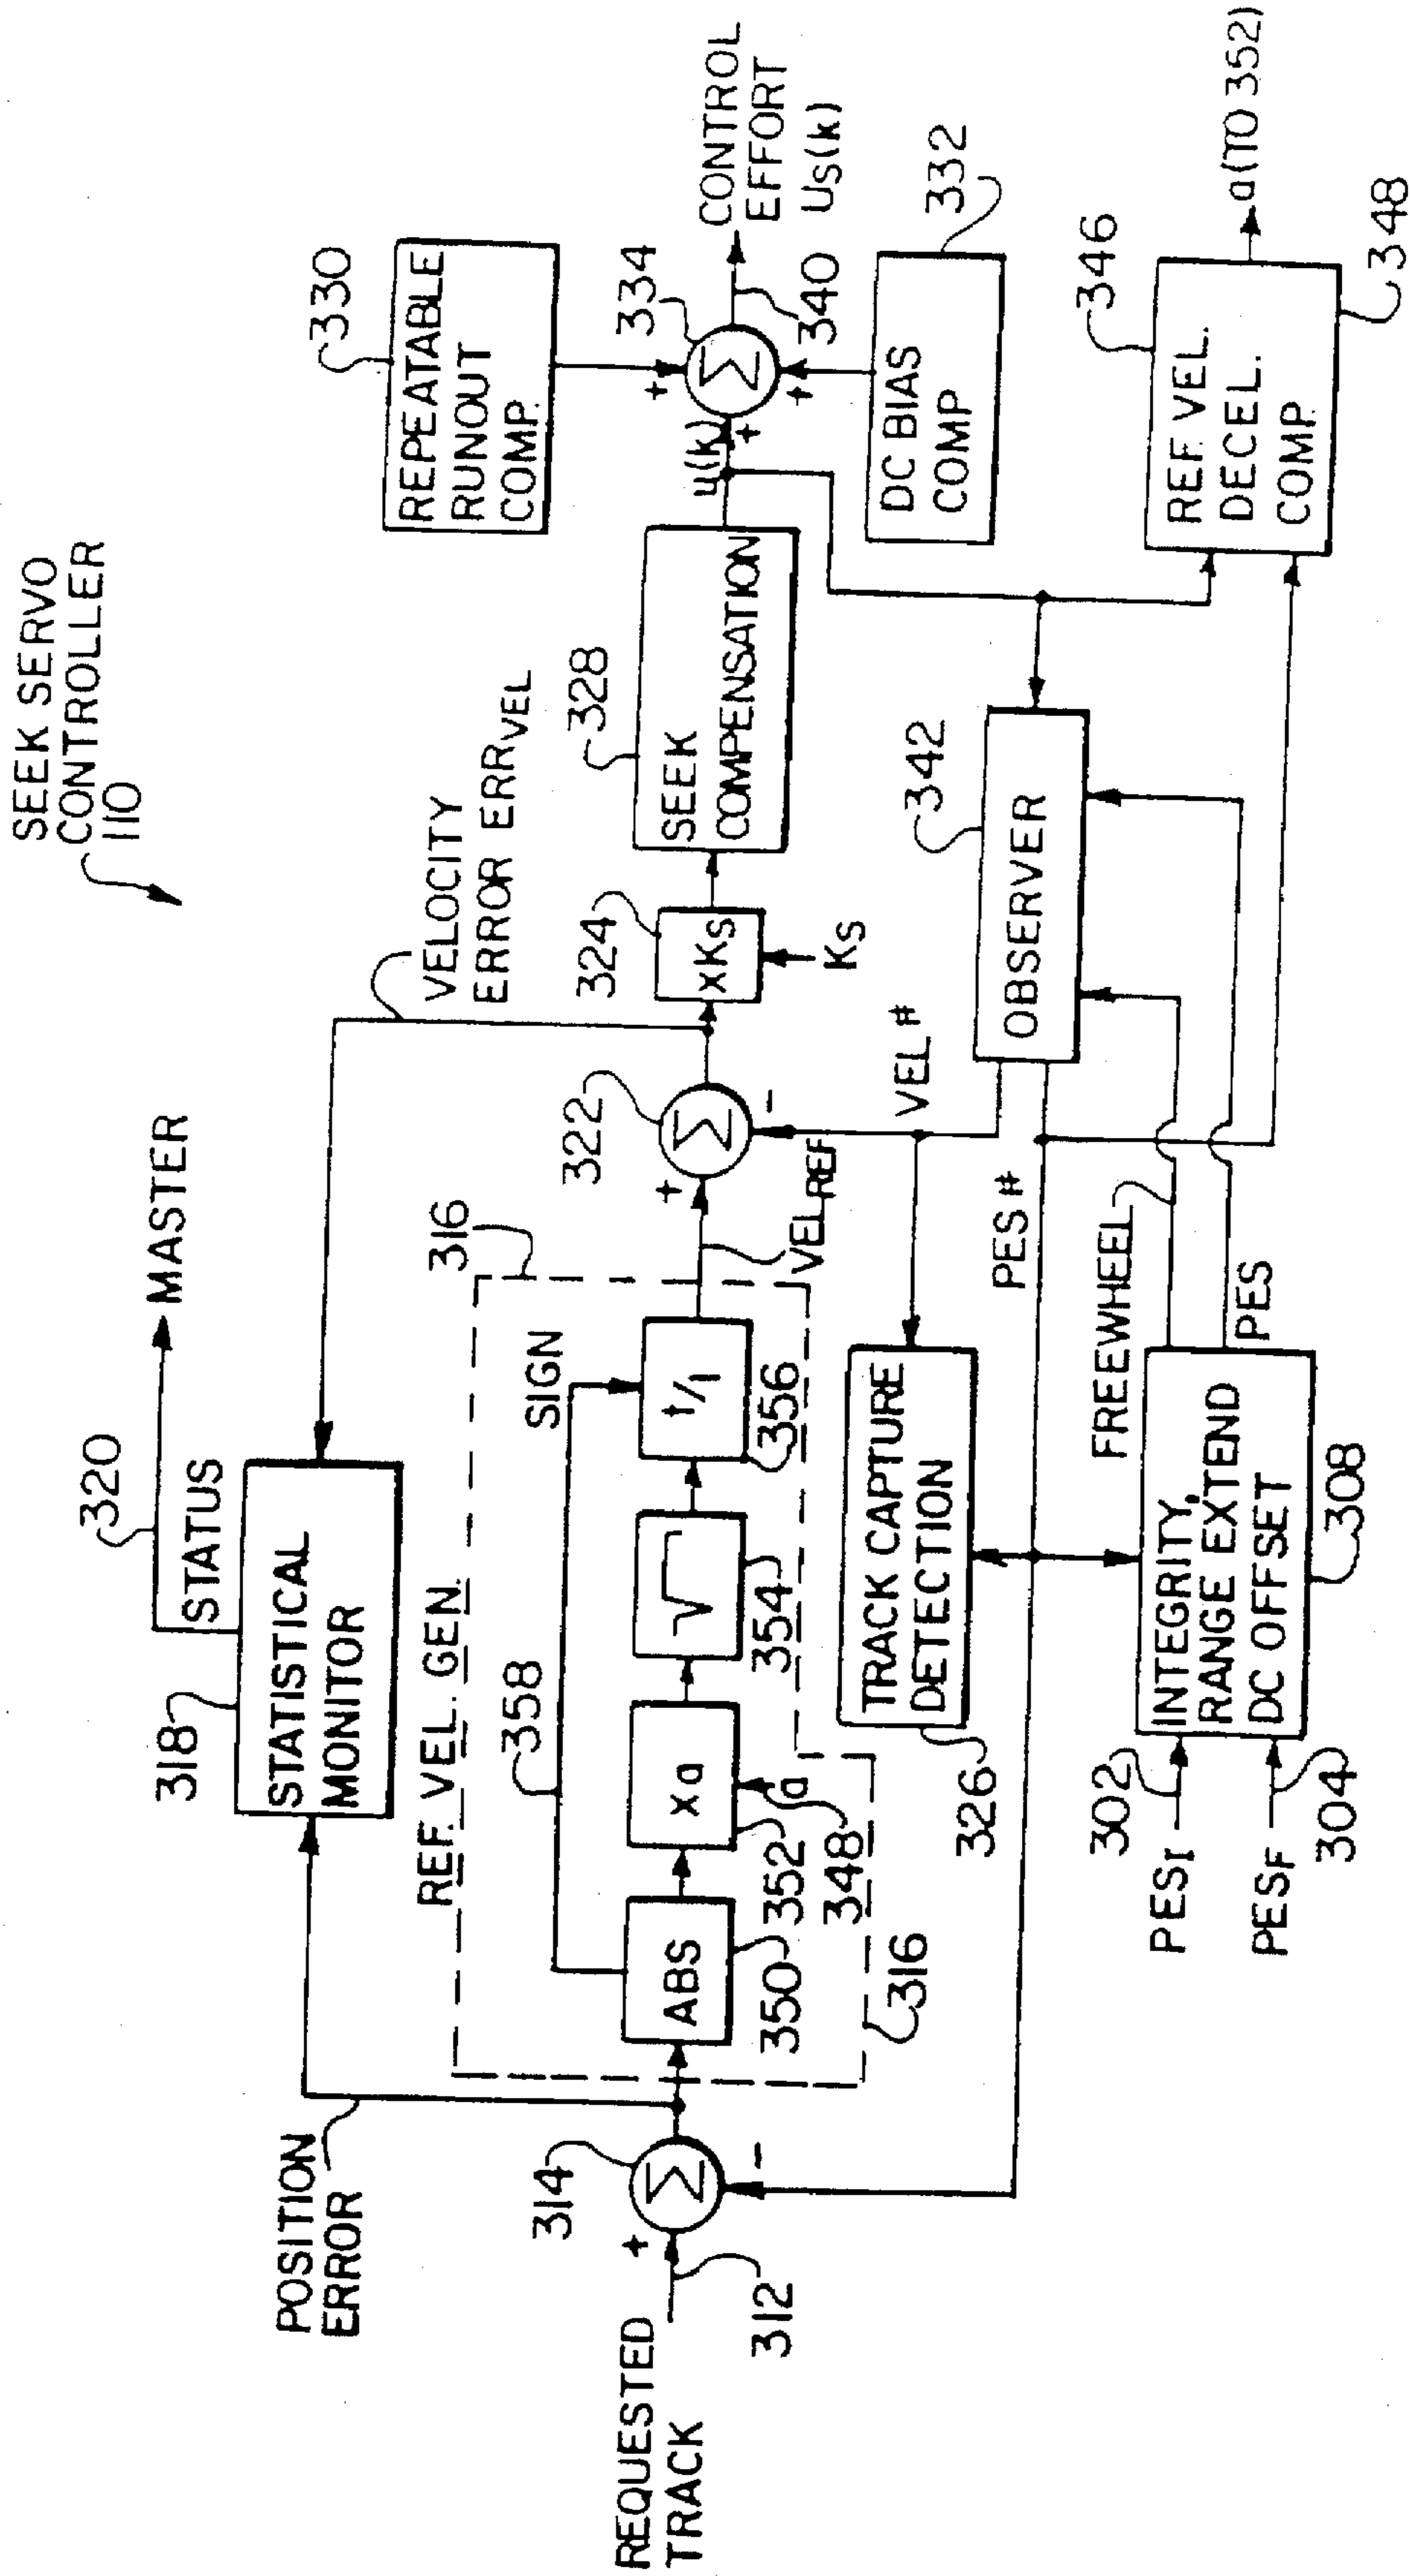 SEEK SERVO
CONTROLLER
110
320
MASTER
STATUS
318
STATISTICAL
MONITOR
POSITION
ERROR
VELOCITY
ERROR ERRVEL
REF. VEL. GEN.
316
358
SIGN
REQUESTED
TRACK
312
+
314
Σ
-
ABS
350
xa
352
a
348
√
354
356
316
VELREF
+
322
Σ
-
324
xKS
KS
328
SEEK
COMPENSATION
u(k)
330
REPEATABLE
RUNOUT
COMP.
334
+
+
+
Σ
340
CONTROL
EFFORT
US(k)
DC BIAS
COMP
332
TRACK CAPTURE
DETECTION
326
VEL #
PES #
342
OBSERVER
346
REF. VEL.
DECEL.
COMP.
a(TO 352)
348
PESI
302
PESF
304
INTEGRITY,
RANGE EXTEND
DC OFFSET
308
FREEWHEEL
PES